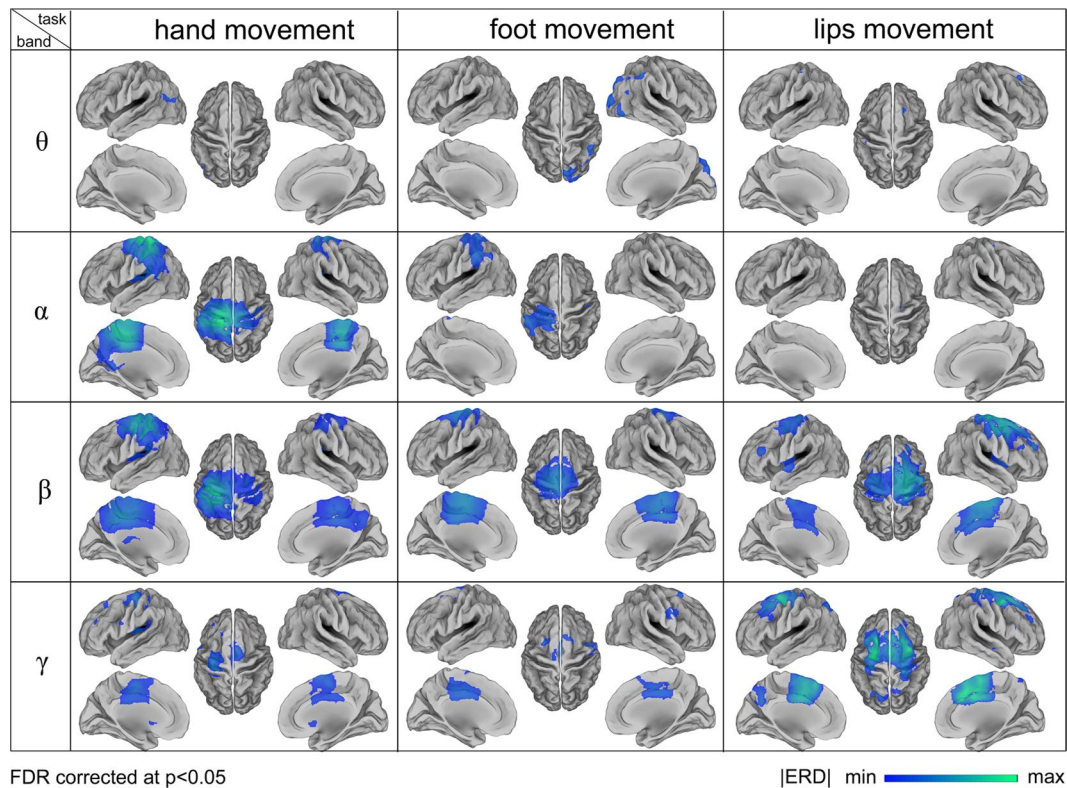 task
band
hand movement
foot movement
lips movement
θ
α
β
γ
FDR corrected at p<0.05
|ERD| min max